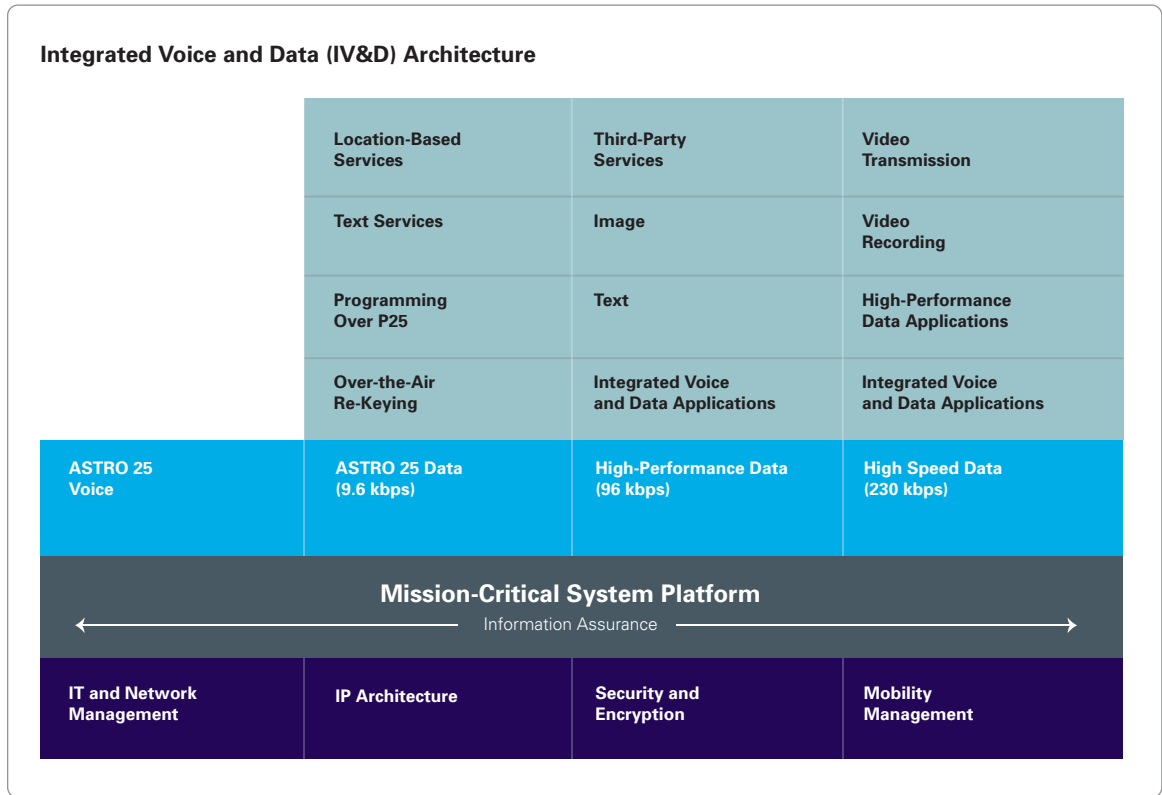 Integrated Voice and Data (IV&D) Architecture
Location-Based
Services
Third-Party
Services
Video
Transmission
Text Services
Image
Video
Recording
Programming
Over P25
Text
High-Performance
Data Applications
Over-the-Air
Re-Keying
Integrated Voice
and Data Applications
Integrated Voice
and Data Applications
ASTRO 25
Voice
ASTRO 25 Data
(9.6 kbps)
High-Performance Data
(96 kbps)
High Speed Data
(230 kbps)
Mission-Critical System Platform
Information Assurance
IT and Network
Management
IP Architecture
Security and
Encryption
Mobility
Management